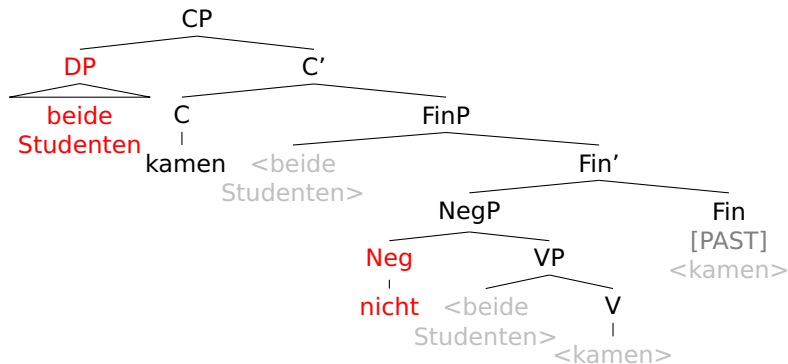 CP
DP
C'
beide
Studenten
C
kamen
FinP
<beide
Studenten>
Fin'
NegP
Fin
[PAST]
<kamen>
Neg
nicht
VP
<beide
Studenten>
V
<kamen>